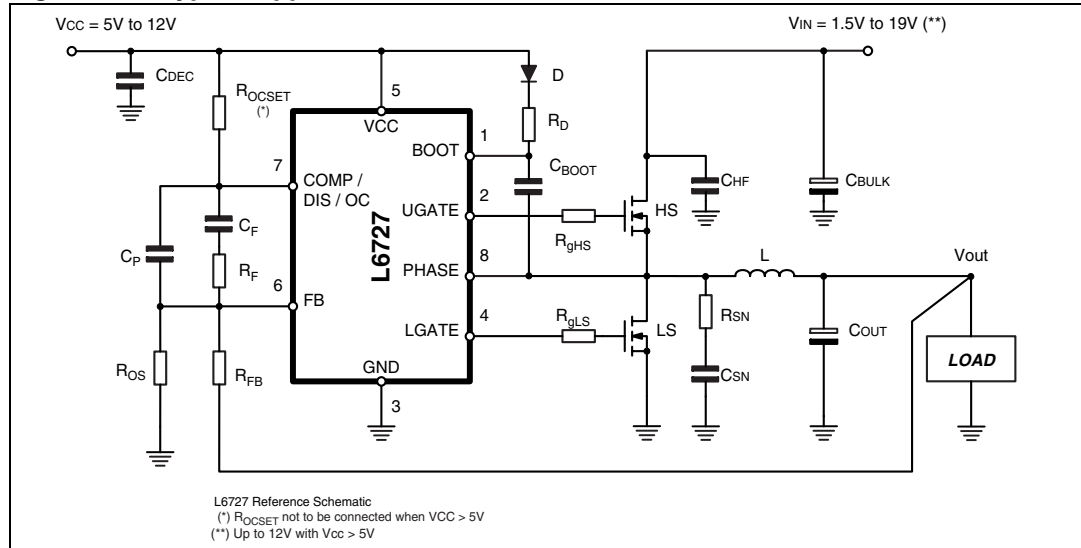 VCC = 5V to 12V
VIN = 1.5V to 19V (**)
CDEC
ROCSET
(*)
D
RD
5
VCC
1
BOOT
CBOOT
7
COMP /
DIS / OC
2
UGATE
RgHS
HS
CHF
CBULK
CF
CP
RF
L6727
8
PHASE
L
Vout
6
FB
4
LGATE
RgLS
LS
RSN
COUT
LOAD
ROS
RFB
GND
3
CSN
L6727 Reference Schematic
(*) ROCSET not to be connected when VCC > 5V
(**) Up to 12V with Vcc > 5V